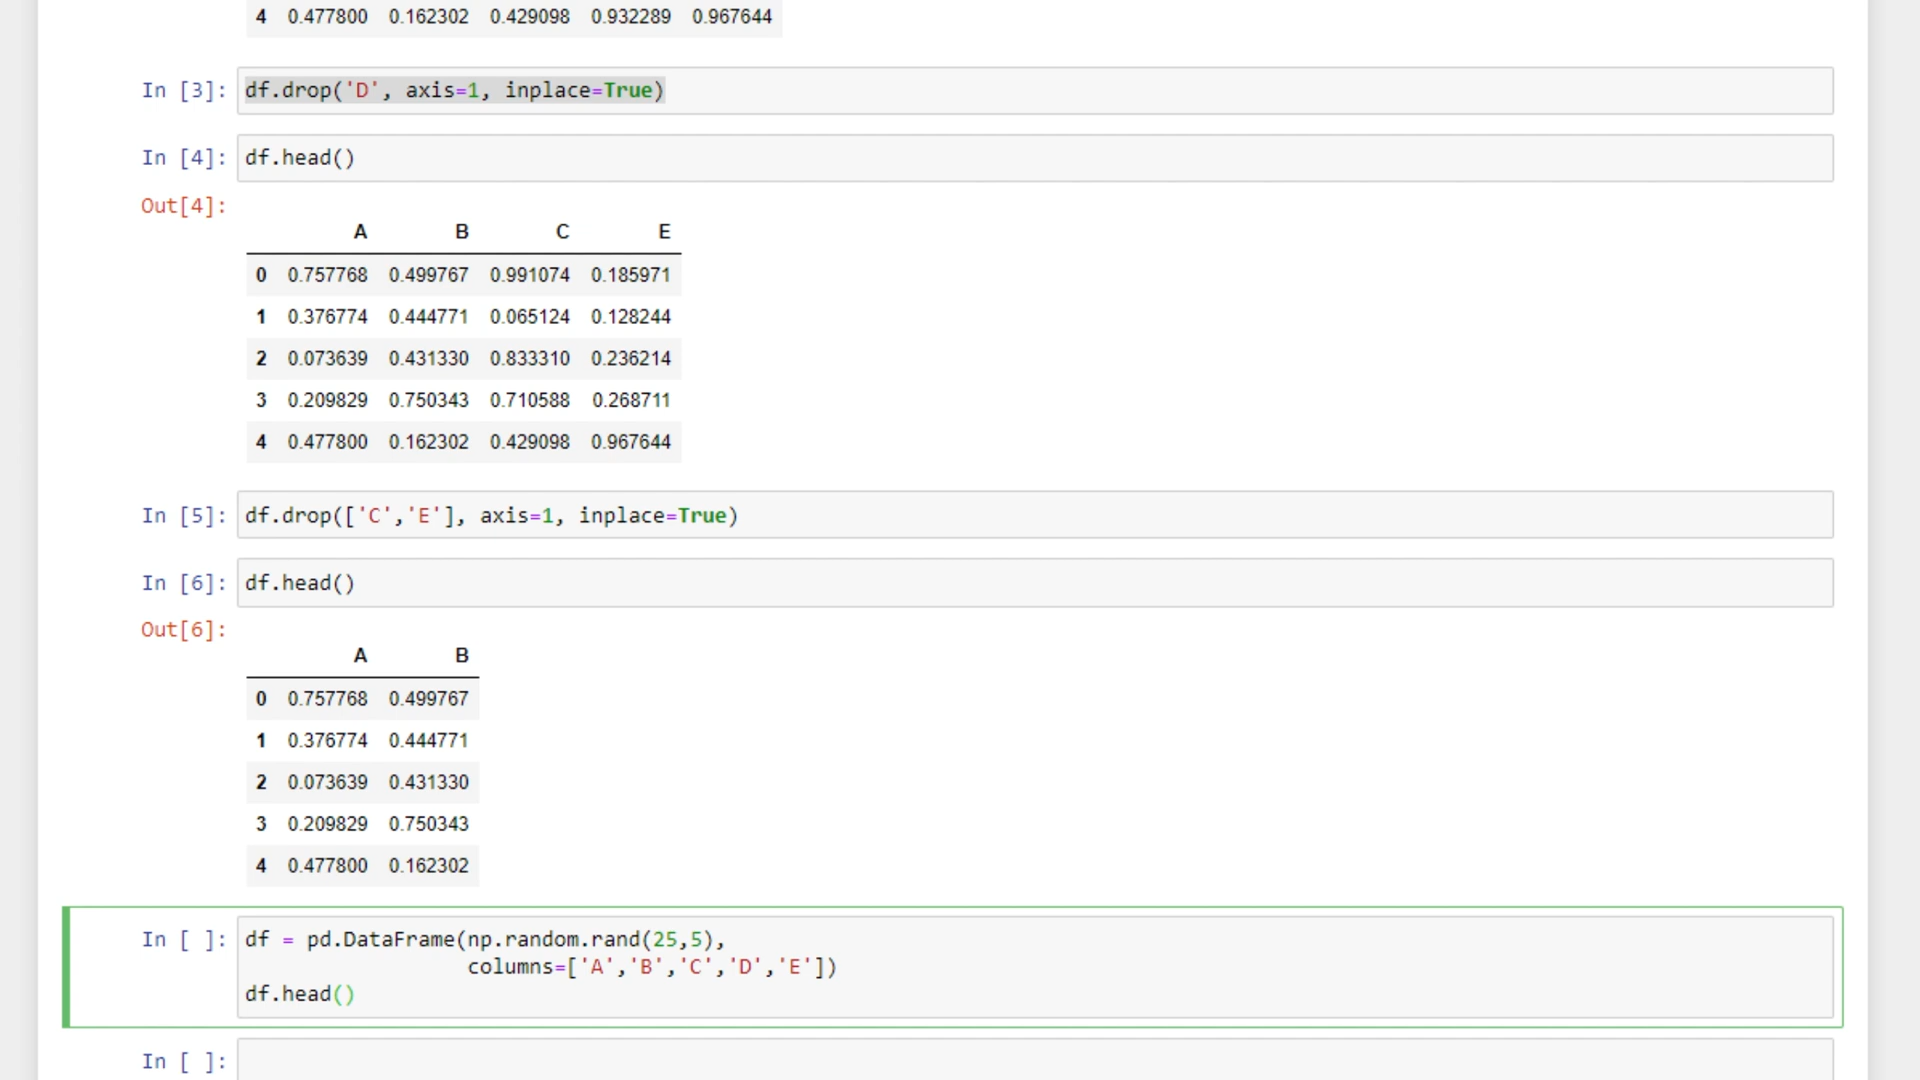 4 0.477800 0.162302 0.429098 0.932289 0.967644
In [3]: df.drop('D', axis=1, inplace=True)
In [4]: df.head()
Out[4]:
A B C E
0 0.757768 0.499767 0.991074 0.185971
1 0.376774 0.444771 0.065124 0.128244
2 0.073639 0.431330 0.833310 0.236214
3 0.209829 0.750343 0.710588 0.268711
4 0.477800 0.162302 0.429098 0.967644
In [5]: df.drop(['C','E'], axis=1, inplace=True)
In [6]: df.head()
Out[6]:
A B
0 0.757768 0.499767
1 0.376774 0.444771
2 0.073639 0.431330
3 0.209829 0.750343
4 0.477800 0.162302
In [ ]: df = pd.DataFrame(np.random.rand(25,5),
columns=['A','B','C','D','E'])
df.head()
In [ ]: